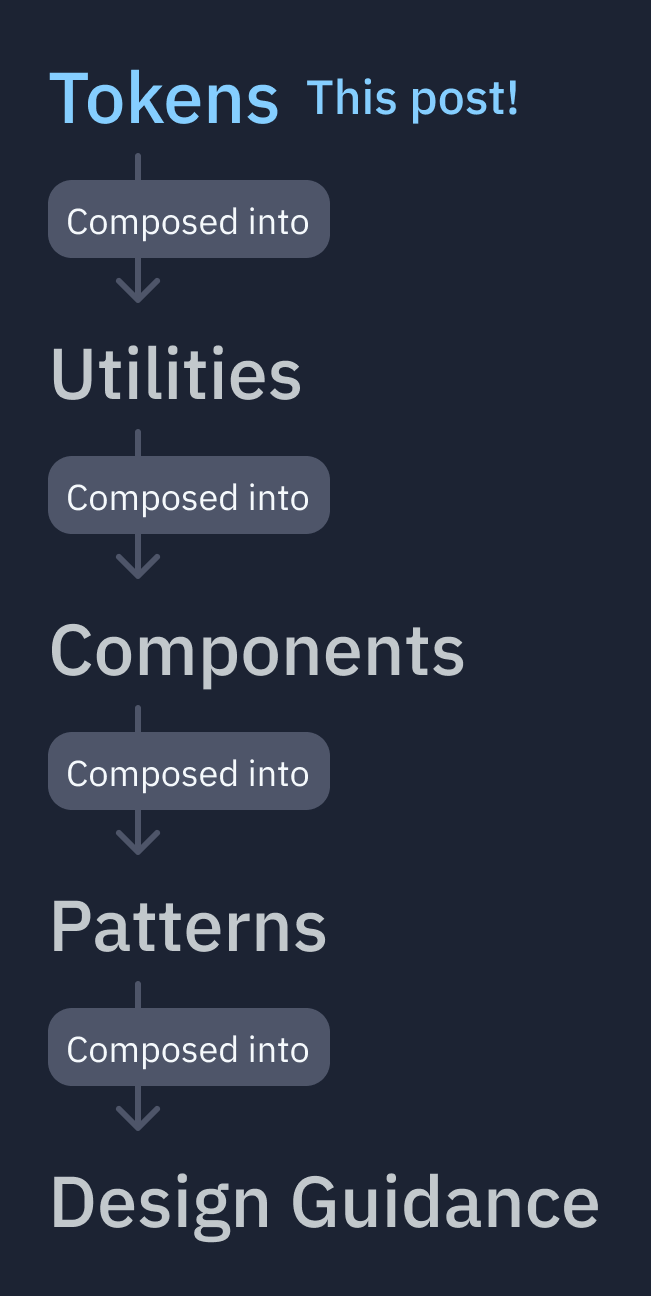 Tokens This post!
Composed into
Utilities
Composed into
Components
Composed into
Patterns
Composed into
Design Guidance